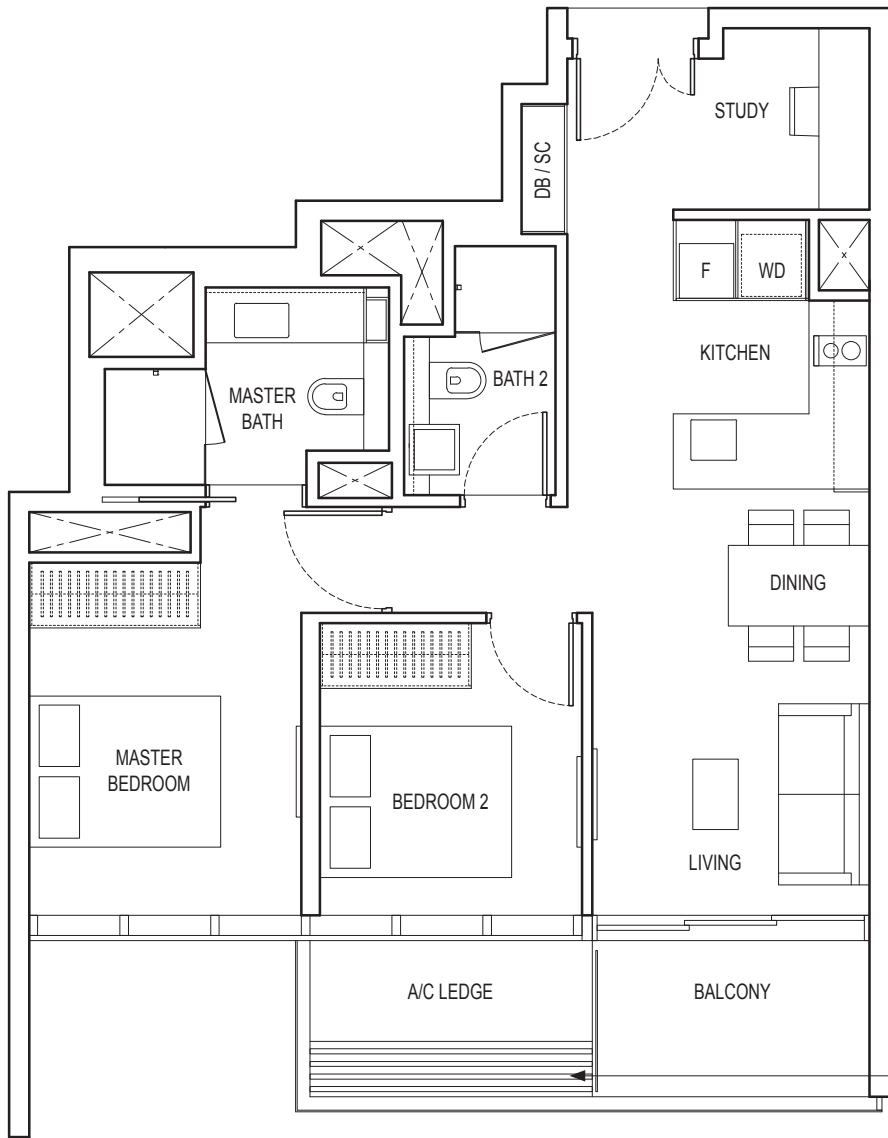 STUDY
DB / SC
F
WD
KITCHEN
BATH 2
MASTER
BATH
DINING
MASTER
BEDROOM
BEDROOM 2
LIVING
A/C LEDGE
BALCONY